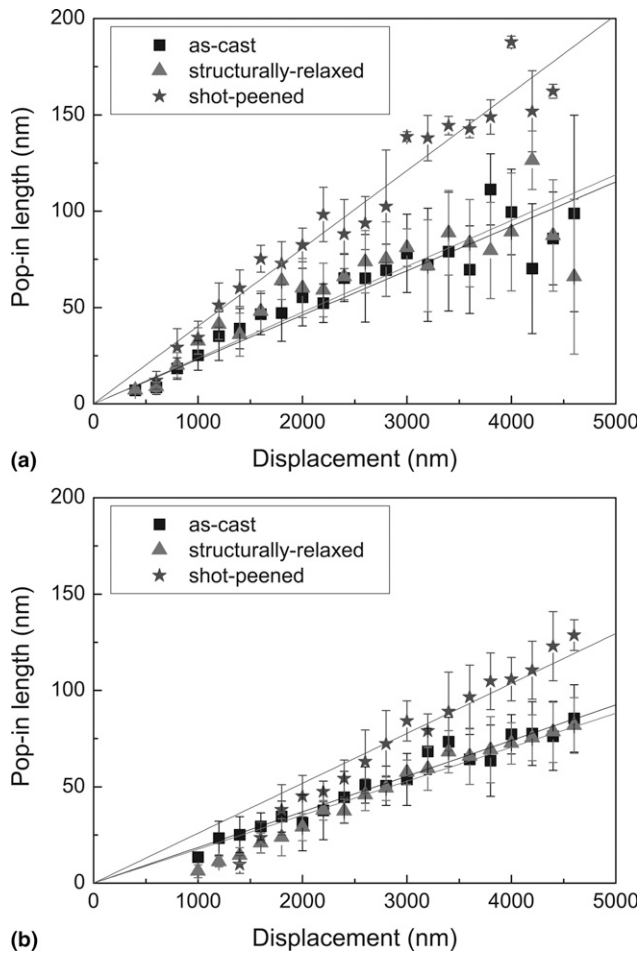 200
150
100
50
0
Pop-in length (nm)
as-cast
structurally-relaxed
shot-peened
0 1000 2000 3000 4000 5000
(a)
Displacement (nm)
200
150
100
50
0
Pop-in length (nm)
as-cast
structurally-relaxed
shot-peened
0 1000 2000 3000 4000 5000
(b)
Displacement (nm)